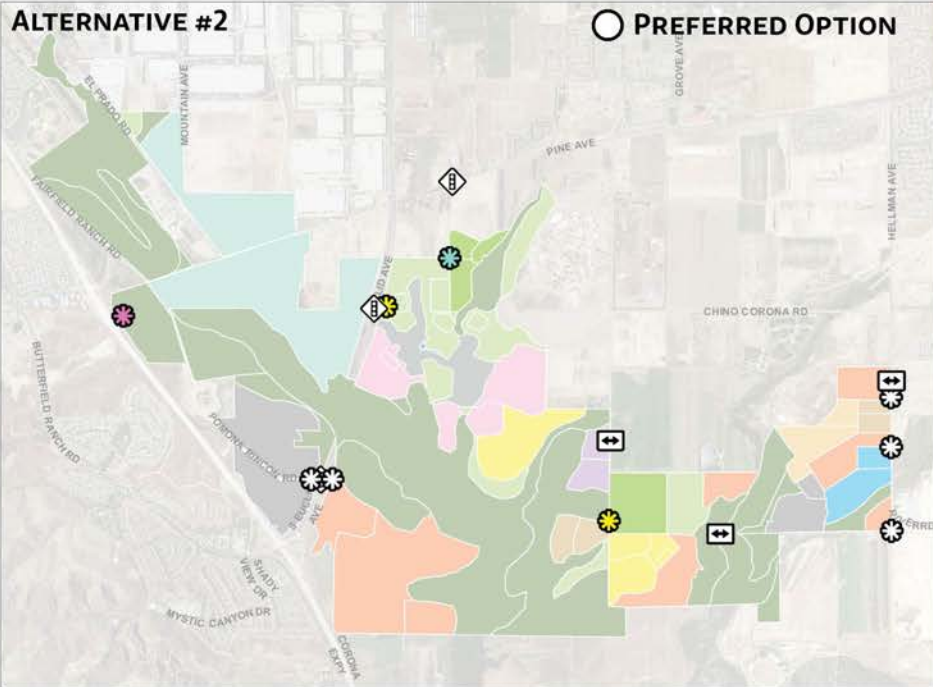 ALTERNATIVE #2
PREFERRED OPTION
EL PRADO RD
MOUNTAIN AVE
GROVE AVE
PINE AVE
HELLMAN AVE
FAIRFIELD RANCH RD
CHINO CORONA RD
BUTTERFIELD RANCH RD
POMONA RINCON RD
AVE
SHADY
VIEW DR
MYSTIC CANYON DR
CORONA
EXPY